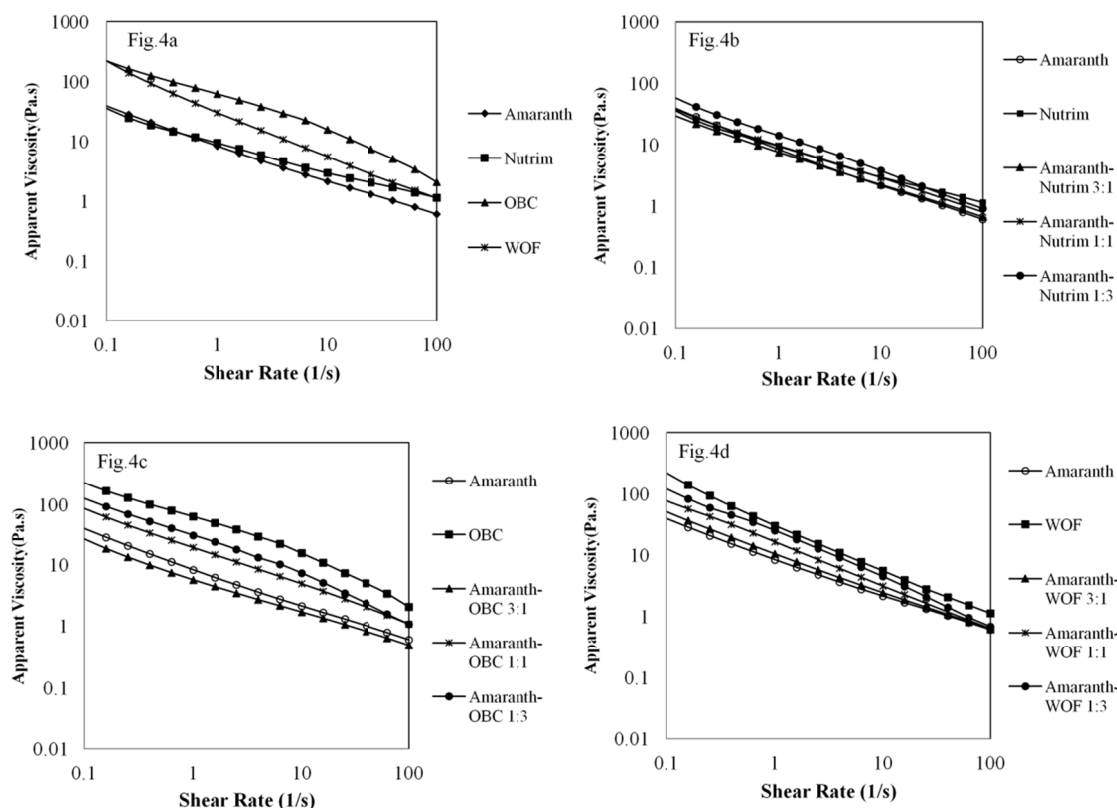 Fig.4a
1000
100
10
1
0.1
0.01
Apparent Viscosity(Pa.s)
0.1 1 10 100
Shear Rate (1/s)
Amaranth
Nutrim
OBC
WOF
Fig.4b
1000
100
10
1
0.1
0.01
Apparent Viscosity(Pa.s)
0.1 1 10 100
Shear Rate (1/s)
Amaranth
Nutrim
Amaranth-
Nutrim 3:1
Amaranth-
Nutrim 1:1
Amaranth-
Nutrim 1:3
Fig.4c
1000
100
10
1
0.1
0.01
Apparent Viscosity(Pa.s)
0.1 1 10 100
Shear Rate (1/s)
Amaranth
OBC
Amaranth-
OBC 3:1
Amaranth-
OBC 1:1
Amaranth-
OBC 1:3
Fig.4d
1000
100
10
1
0.1
0.01
Apparent Viscosity(Pa.s)
0.1 1 10 100
Shear Rate (1/s)
Amaranth
WOF
Amaranth-
WOF 3:1
Amaranth-
WOF 1:1
Amaranth-
WOF 1:3